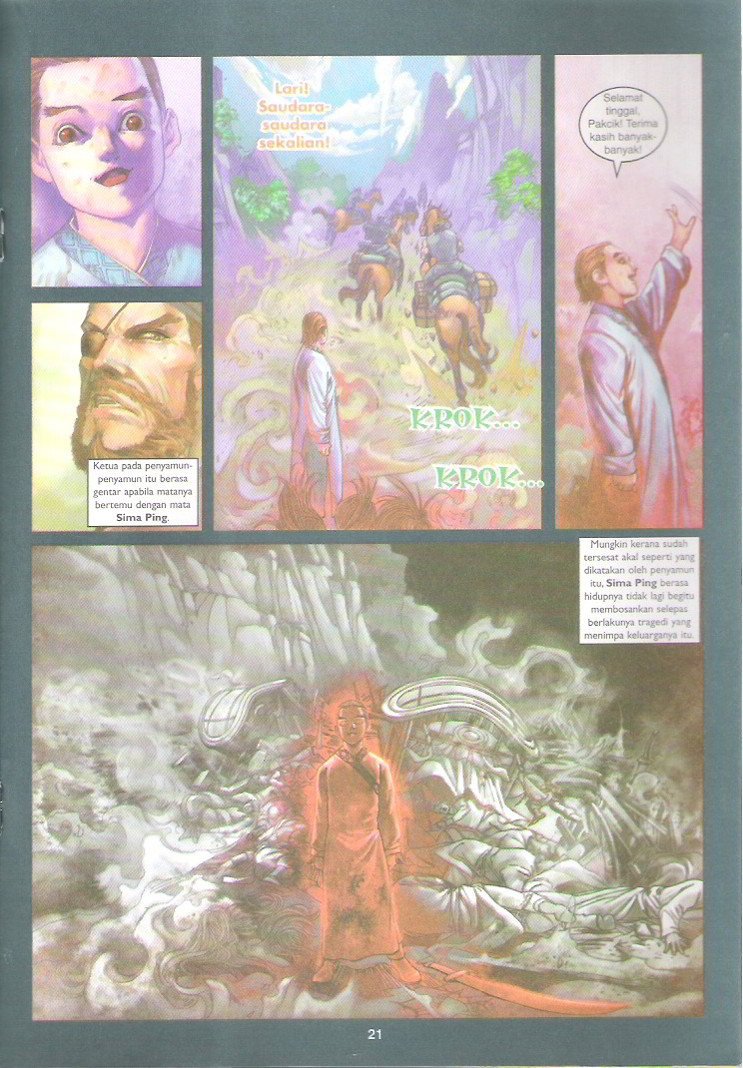 Ketua pada penyamun-
penyamun itu berasa
gentar apabila matanya
bertemu dengan mata
Sima Ping.
Lari!
Saudara-
saudara
sekalian!
KROK...
KROK...
Selamat
tinggal,
Pakcik! Terima
kasih banyak-
banyak!
Mungkin kerana sudah
tersesat akal seperti yang
dikatakan oleh penyamun
itu, Sima Ping berasa
hidupnya tidak lagi begitu
membosankan selepas
berlakunya tragedi yang
menimpa keluarganya itu.
21